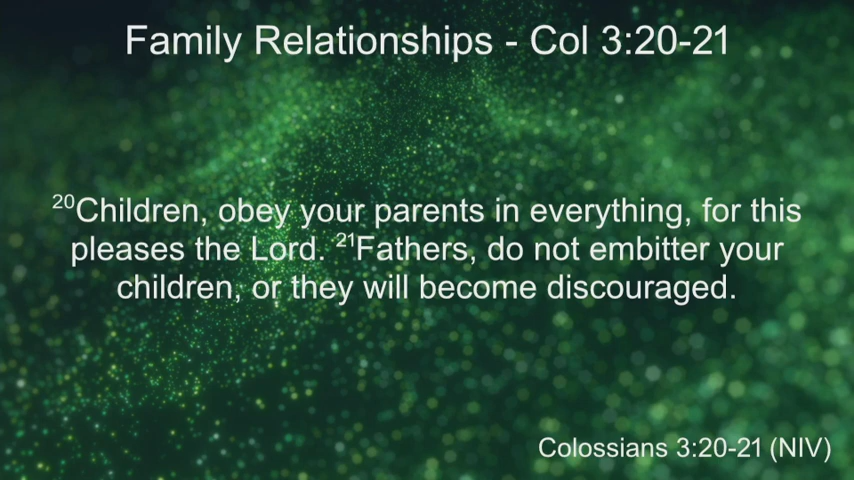 Family Relationships - Col 3:20-21
²⁰Children, obey your parents in everything, for this
pleases the Lord. ²¹Fathers, do not embitter your
children, or they will become discouraged.
Colossians 3:20-21 (NIV)